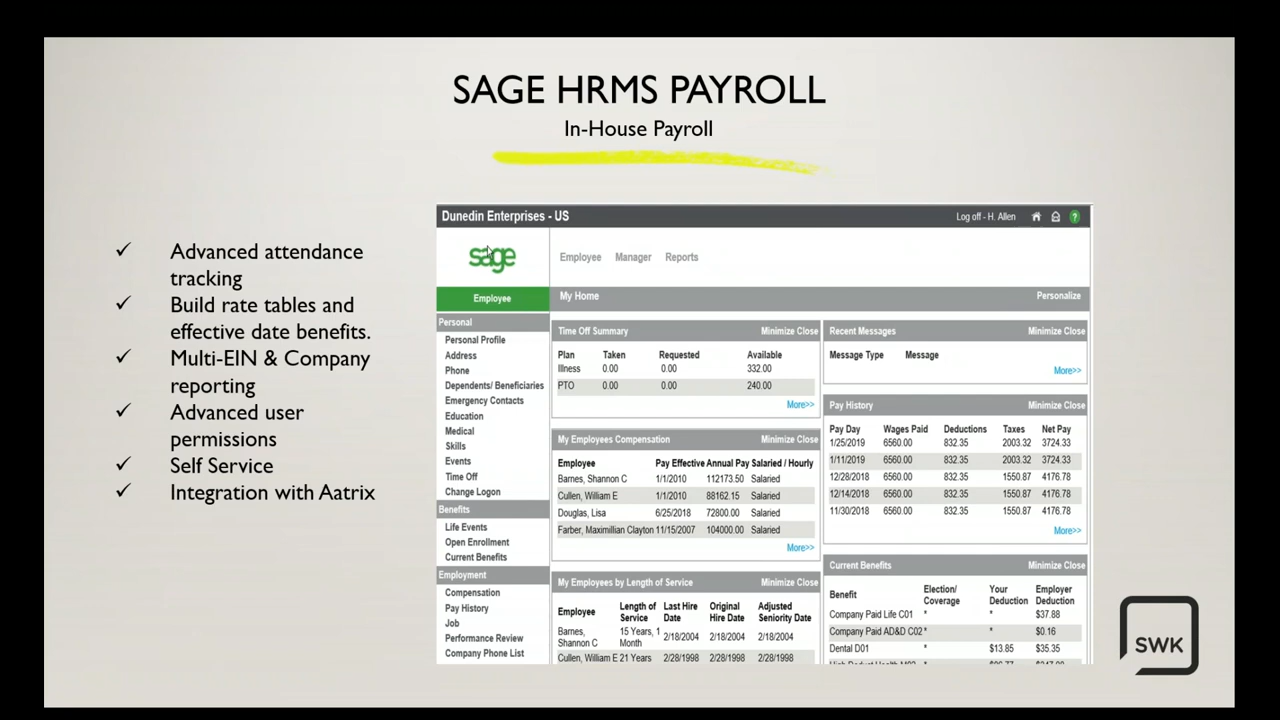 SAGE HRMS PAYROLL
In-House Payroll
✓ Advanced attendance
tracking
✓ Build rate tables and
effective date benefits.
✓ Multi-EIN & Company
reporting
✓ Advanced user
permissions
✓ Self Service
✓ Integration with Aatrix
Dunedin Enterprises - US
Log off - H. Allen
?
sage
Employee Manager Reports
Employee
My Home Personalize
Personal
Personal Profile
Address
Phone
Dependents/ Beneficiaries
Emergency Contacts
Education
Medical
Skills
Events
Time Off
Change Logon
Benefits
Life Events
Open Enrollment
Current Benefits
Employment
Compensation
Pay History
Job
Performance Review
Company Phone List
Time Off Summary Minimize Close
Plan Taken Requested Available
Illness 0.00 0.00 332.00
PTO 0.00 0.00 240.00
More>>
My Employees Compensation Minimize Close
Employee Pay Effective Annual Pay Salaried / Hourly
Barnes, Shannon C 1/1/2010 112173.50 Salaried
Cullen, William E 1/1/2010 88162.15 Salaried
Douglas, Lisa 6/25/2018 72800.00 Salaried
Farber, Maximillian Clayton 11/15/2007 104000.00 Salaried
More>>
My Employees by Length of Service Minimize Close
Employee Length of Service Last Hire Date Original Hire Date Adjusted Seniority Date
Barnes, Shannon C 15 Years, 1 Month 2/18/2004 2/18/2004 2/18/2004
Cullen, William E 21 Years 2/28/1998 2/28/1998 2/28/1998
Recent Messages Minimize Close
Message Type Message
More>>
Pay History Minimize Close
Pay Day Wages Paid Deductions Taxes Net Pay
1/25/2019 6560.00 832.35 2003.32 3724.33
1/11/2019 6560.00 832.35 2003.32 3724.33
12/28/2018 6560.00 832.35 1550.87 4176.78
12/14/2018 6560.00 832.35 1550.87 4176.78
11/30/2018 6560.00 832.35 1550.87 4176.78
More>>
Current Benefits Minimize Close
Benefit Election/ Coverage Your Deduction Employer Deduction
Company Paid Life C01 * * $37.88
Company Paid AD&D C02 * * $0.16
Dental D01 * $13.85 $35.35
SWK